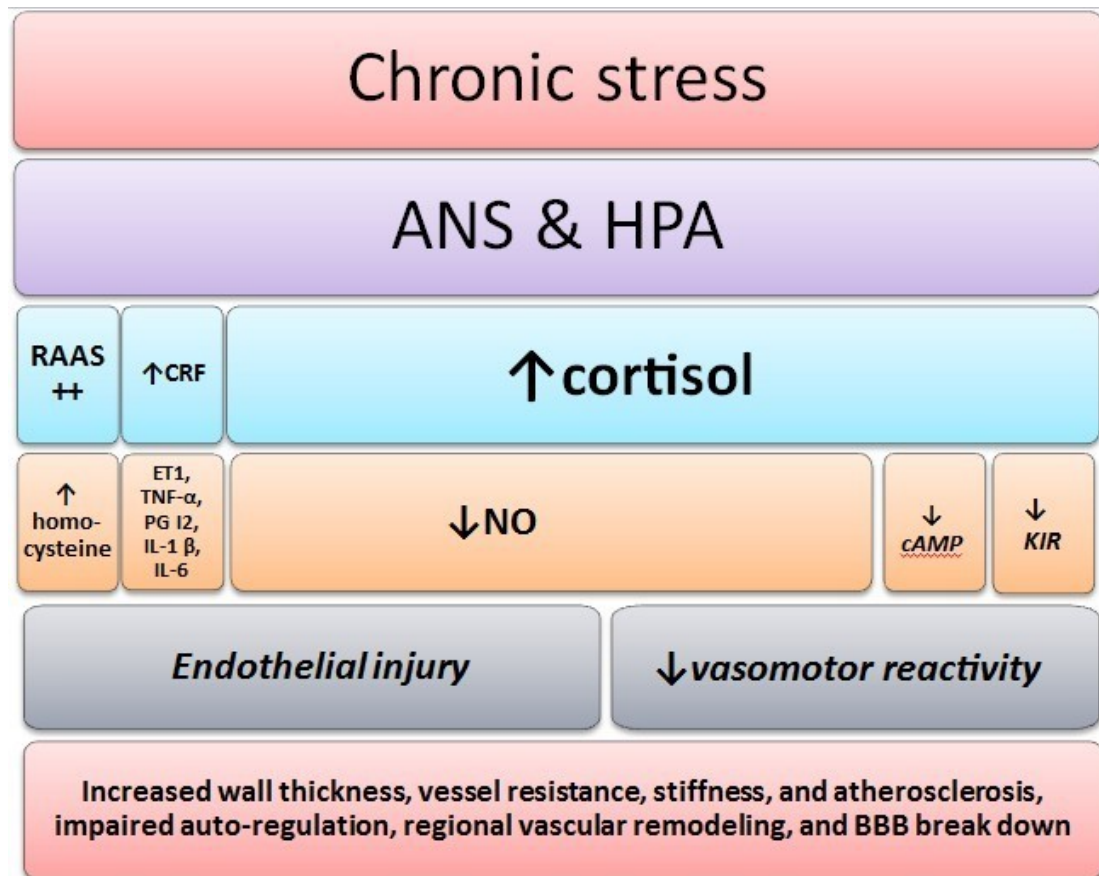 Chronic stress
ANS & HPA
RAAS
++
↑CRF
↑cortisol
↑
homo-
cysteine
ET1,
TNF-α,
PG I2,
IL-1 β,
IL-6
↓NO
↓
cAMP
↓
KIR
Endothelial injury
↓vasomotor reactivity
Increased wall thickness, vessel resistance, stiffness, and atherosclerosis,
impaired auto-regulation, regional vascular remodeling, and BBB break down